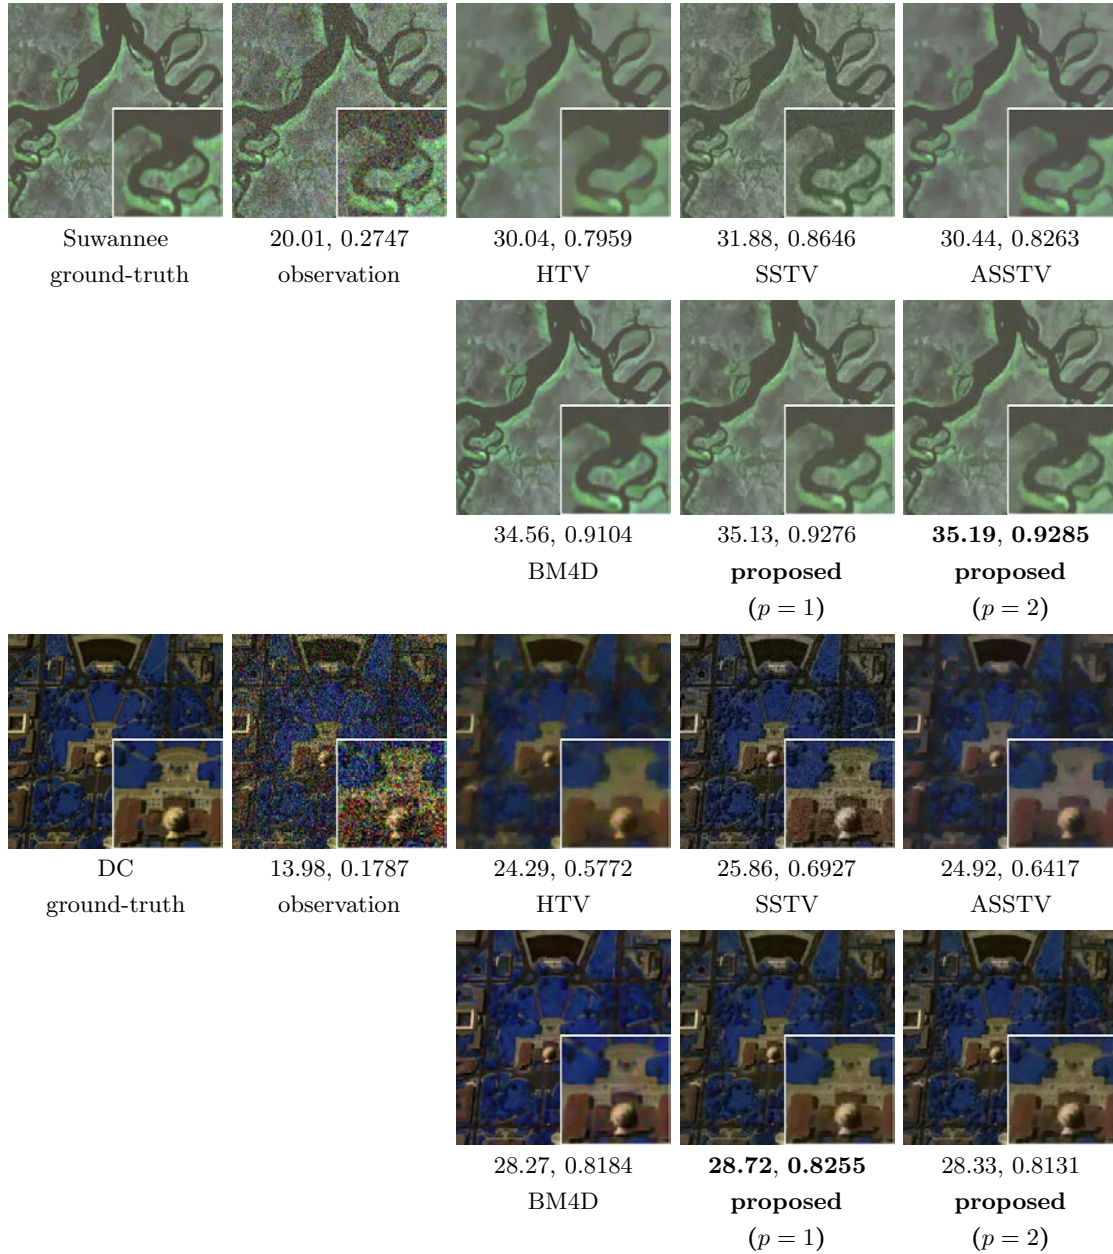 20.01, 0.2747 30.04, 0.7959 31.88, 0.8646 30.44, 0.8263
Suwannee
ground-truth observation HTV SSTV ASSTV
34.56, 0.9104 35.13, 0.9276 35.19, 0.9285
BM4D proposed proposed
(p = 1) (p = 2)
DC 13.98, 0.1787 24.29, 0.5772 25.86, 0.6927 24.92, 0.6417
ground-truth observation HTV SSTV ASSTV
28.27, 0.8184 28.72, 0.8255 28.33, 0.8131
BM4D proposed proposed
(p = 1) (p = 2)